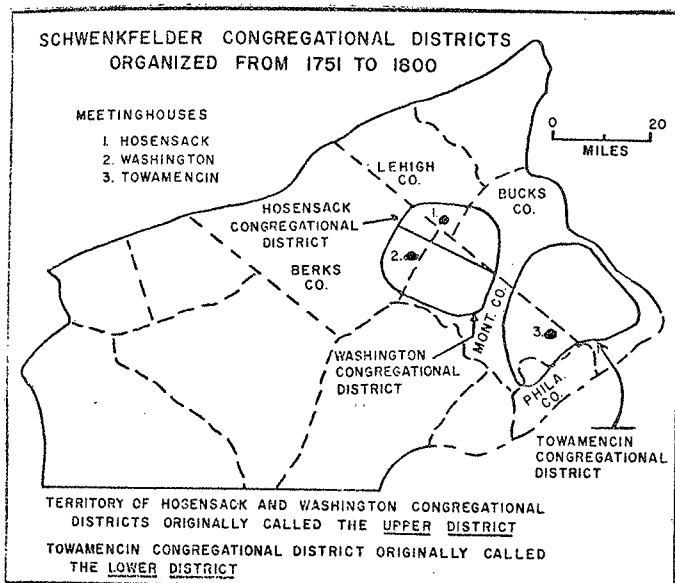 SCHWENKFELDER CONGREGATIONAL DISTRICTS
ORGANIZED FROM 1751 TO 1800
MEETINGHOUSES
1. HOSENSACK
2. WASHINGTON
3. TOWAMENCIN
0 20
MILES
LEHIGH
CO.
BUCKS
CO.
HOSENSACK
CONGREGATIONAL
DISTRICT
1.
2.
BERKS
CO.
MONT. CO.
3.
WASHINGTON
CONGREGATIONAL
DISTRICT
PHILA.
CO.
TOWAMENCIN
CONGREGATIONAL
DISTRICT
TERRITORY OF HOSENSACK AND WASHINGTON CONGREGATIONAL
DISTRICTS ORIGINALLY CALLED THE UPPER DISTRICT
TOWAMENCIN CONGREGATIONAL DISTRICT ORIGINALLY CALLED
THE LOWER DISTRICT